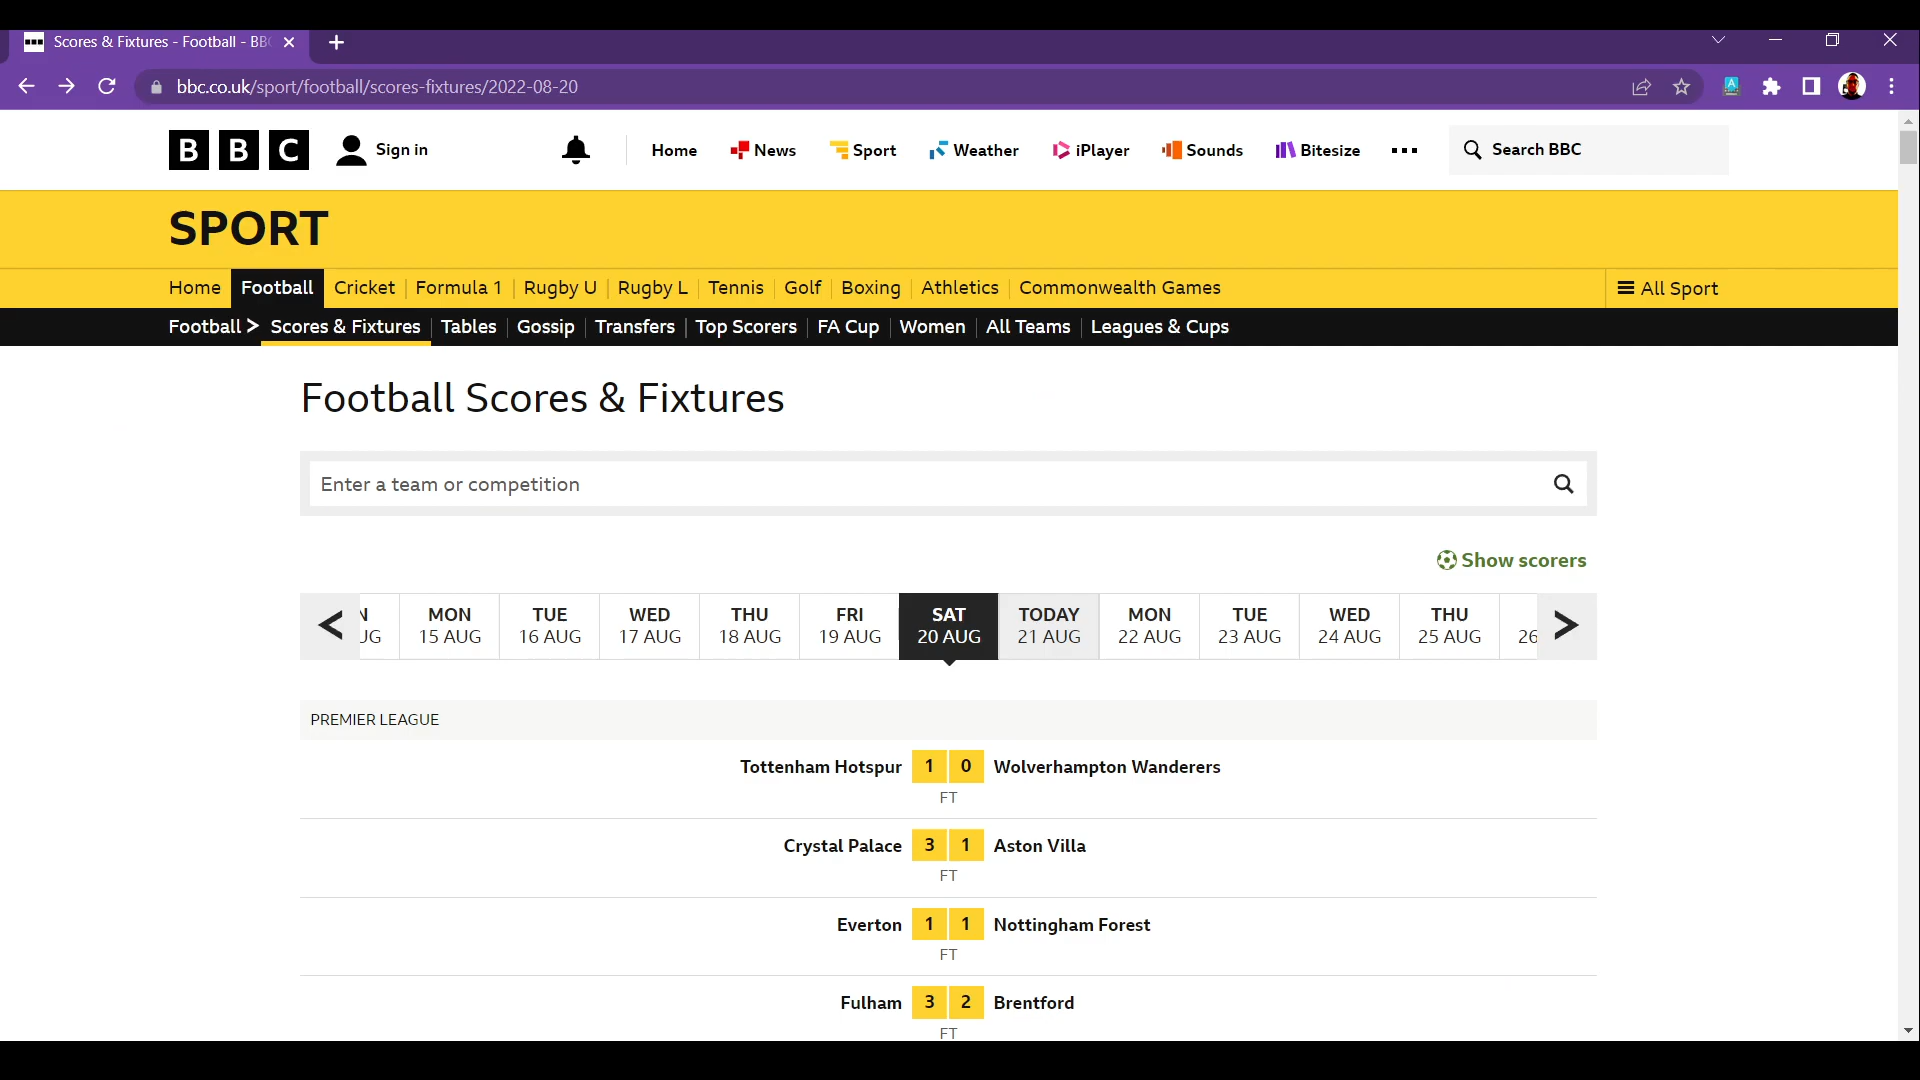 Scores & Fixtures - Football - BB
bbc.co.uk/sport/football/scores-fixtures/2022-08-20
BBC Sign in Home News Sport Weather iPlayer Sounds Bitesize Search BBC
SPORT
Home Football Cricket Formula 1 Rugby U Rugby L Tennis Golf Boxing Athletics Commonwealth Games All Sport
Football > Scores & Fixtures Tables Gossip Transfers Top Scorers FA Cup Women All Teams Leagues & Cups
Football Scores & Fixtures
Enter a team or competition
Show scorers
N MON TUE WED THU FRI SAT TODAY MON TUE WED THU
UG 15 AUG 16 AUG 17 AUG 18 AUG 19 AUG 20 AUG 21 AUG 22 AUG 23 AUG 24 AUG 25 AUG 26
PREMIER LEAGUE
Tottenham Hotspur 1 0 Wolverhampton Wanderers
FT
Crystal Palace 3 1 Aston Villa
FT
Everton 1 1 Nottingham Forest
FT
Fulham 3 2 Brentford
FT